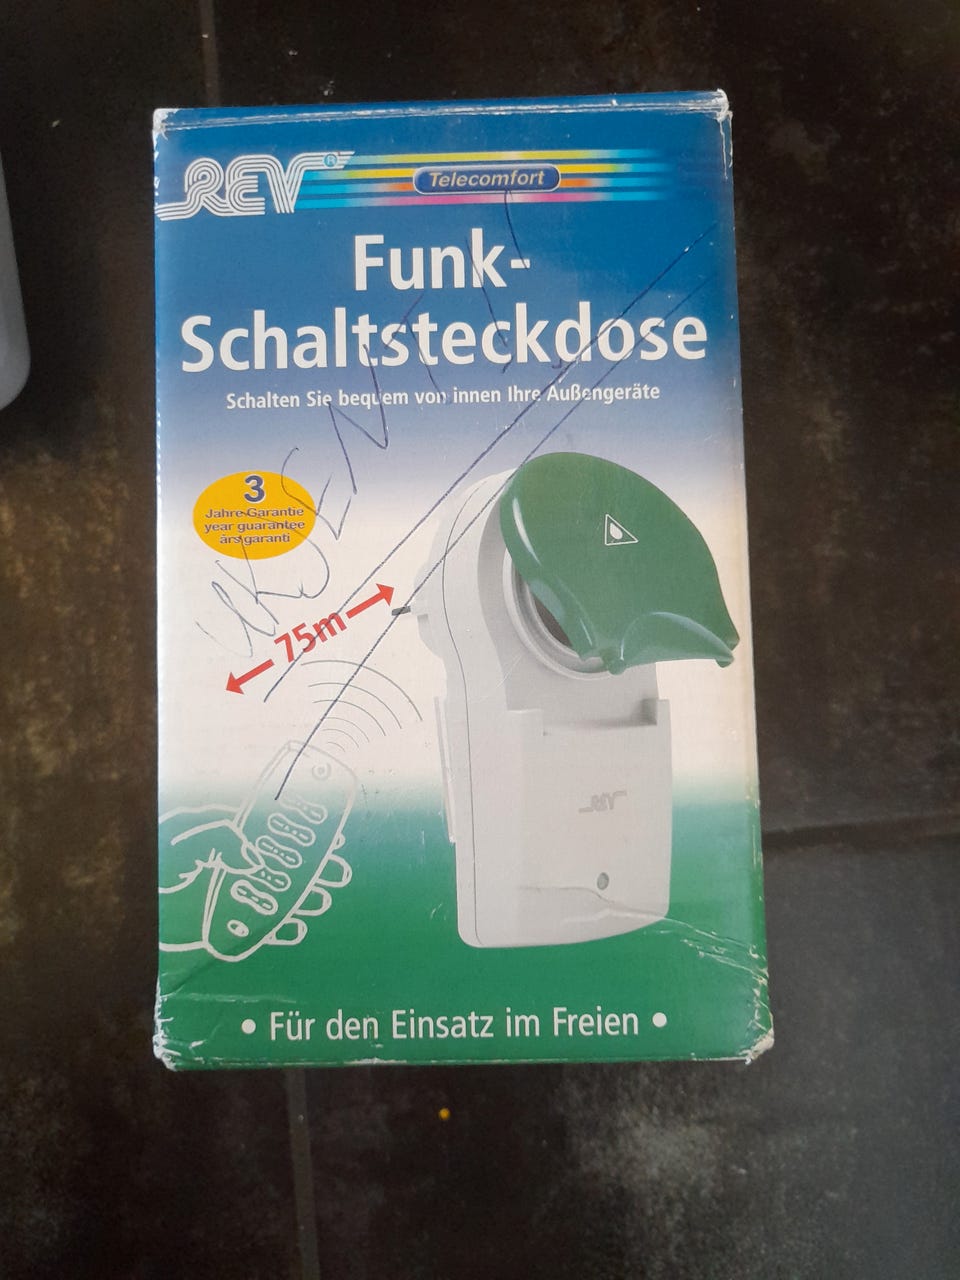 REV®
Telecomfort
Funk-
Schaltsteckdose
Schalten Sie bequem von innen Ihre Außengeräte
3
Jahre-Garantie
year guarantee
års garanti
75m
REV
• Für den Einsatz im Freien •